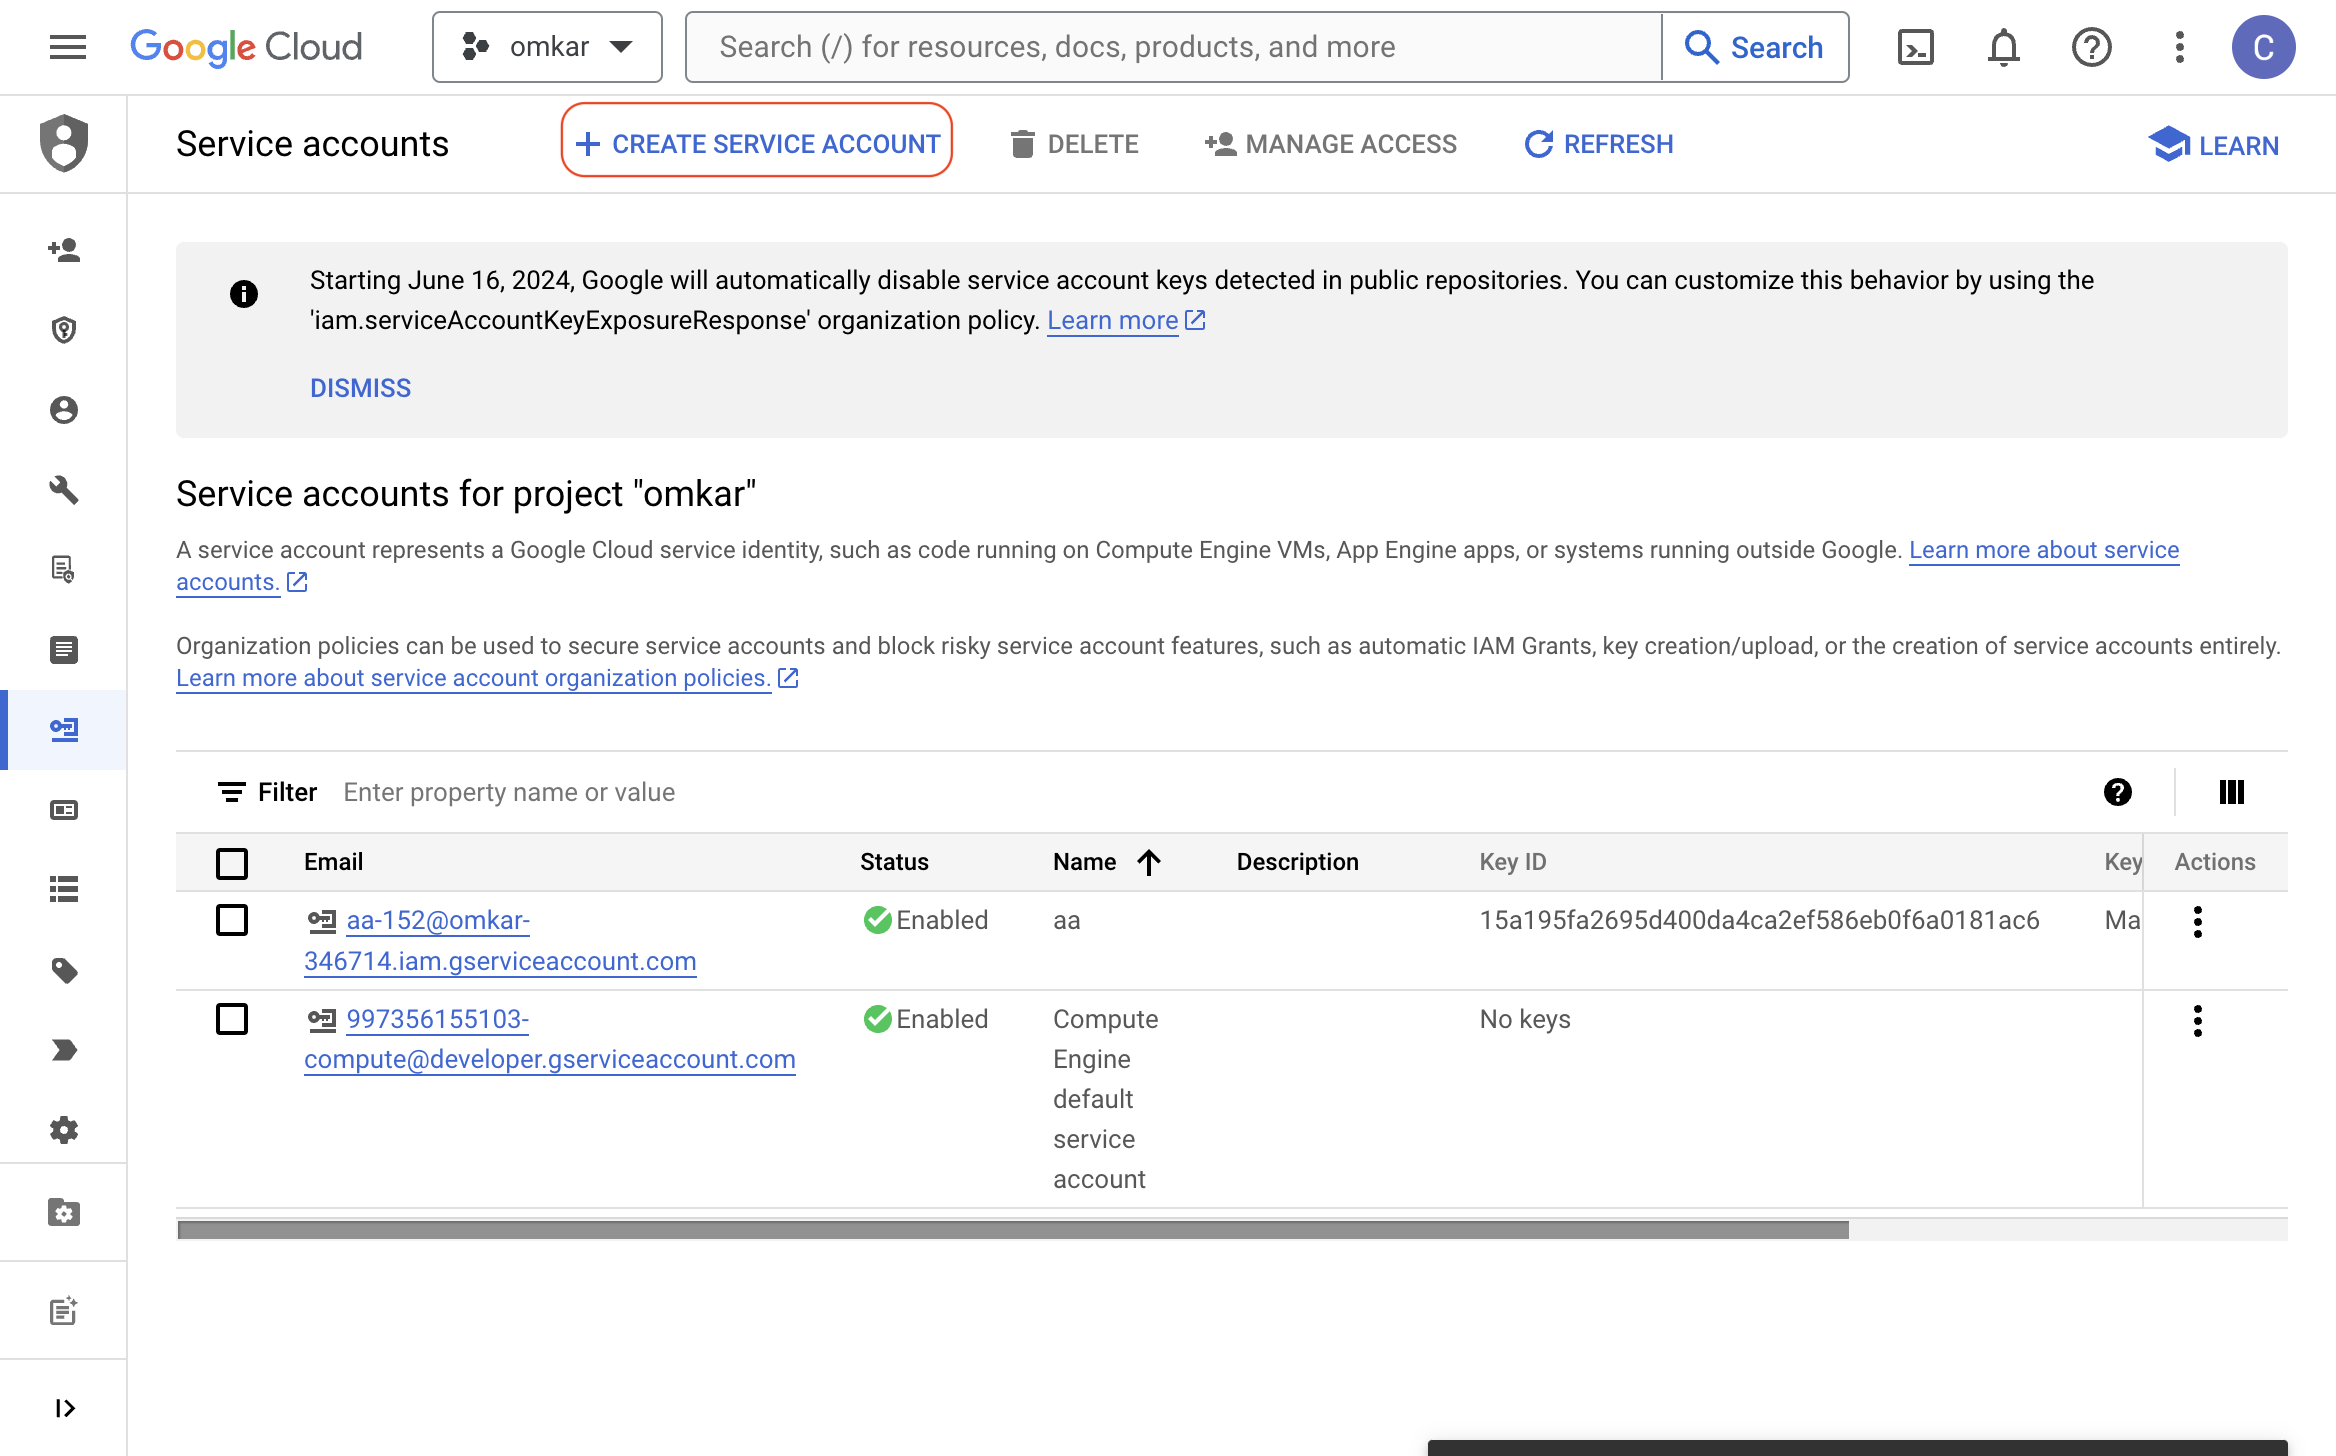 Google Cloud
omkar
Search (/) for resources, docs, products, and more
Search
C
Service accounts
CREATE SERVICE ACCOUNT
DELETE
MANAGE ACCESS
REFRESH
LEARN
Starting June 16, 2024, Google will automatically disable service account keys detected in public repositories. You can customize this behavior by using the
'iam.serviceAccountKeyExposureResponse' organization policy. Learn more
DISMISS
Service accounts for project "omkar"
A service account represents a Google Cloud service identity, such as code running on Compute Engine VMs, App Engine apps, or systems running outside Google. Learn more about service
accounts.
Organization policies can be used to secure service accounts and block risky service account features, such as automatic IAM Grants, key creation/upload, or the creation of service accounts entirely.
Learn more about service account organization policies.
Filter Enter property name or value
Email Status Name Description Key ID Key Actions
aa-152@omkar- Enabled aa 15a195fa2695d400da4ca2ef586eb0f6a0181ac6 Ma
346714.iam.gserviceaccount.com
997356155103- Enabled Compute No keys
compute@developer.gserviceaccount.com Engine
default
service
account